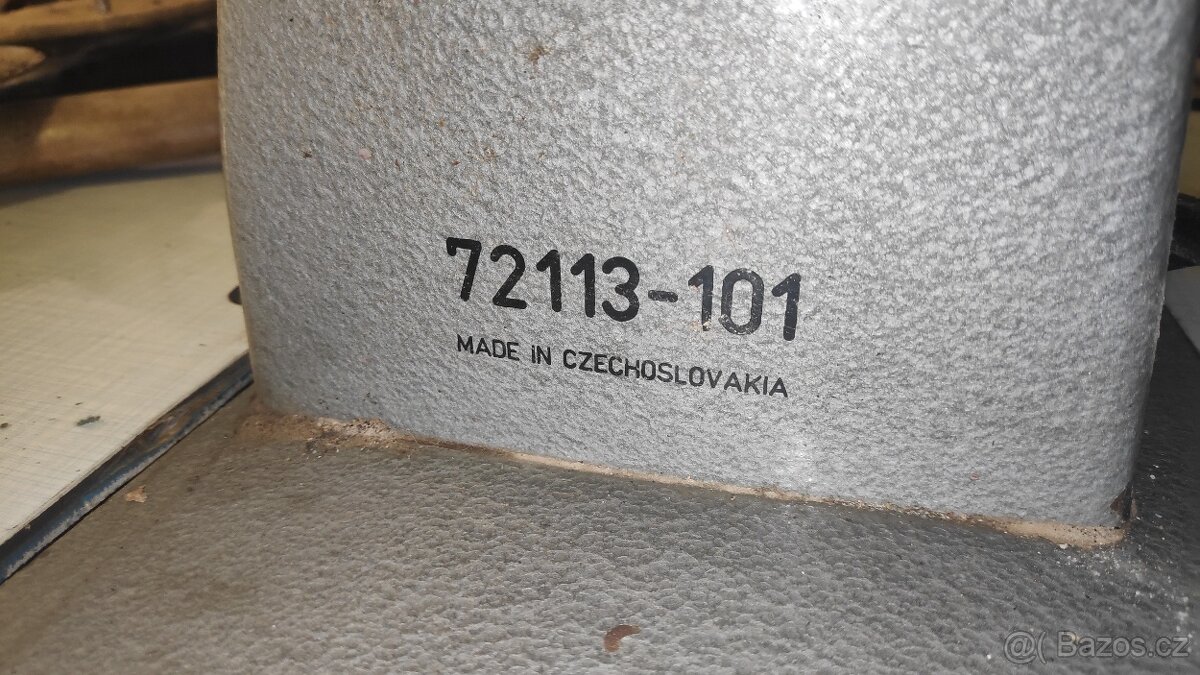 72113-101
MADE iN CZECHOSLOVAKIA
@( Bazos.cz